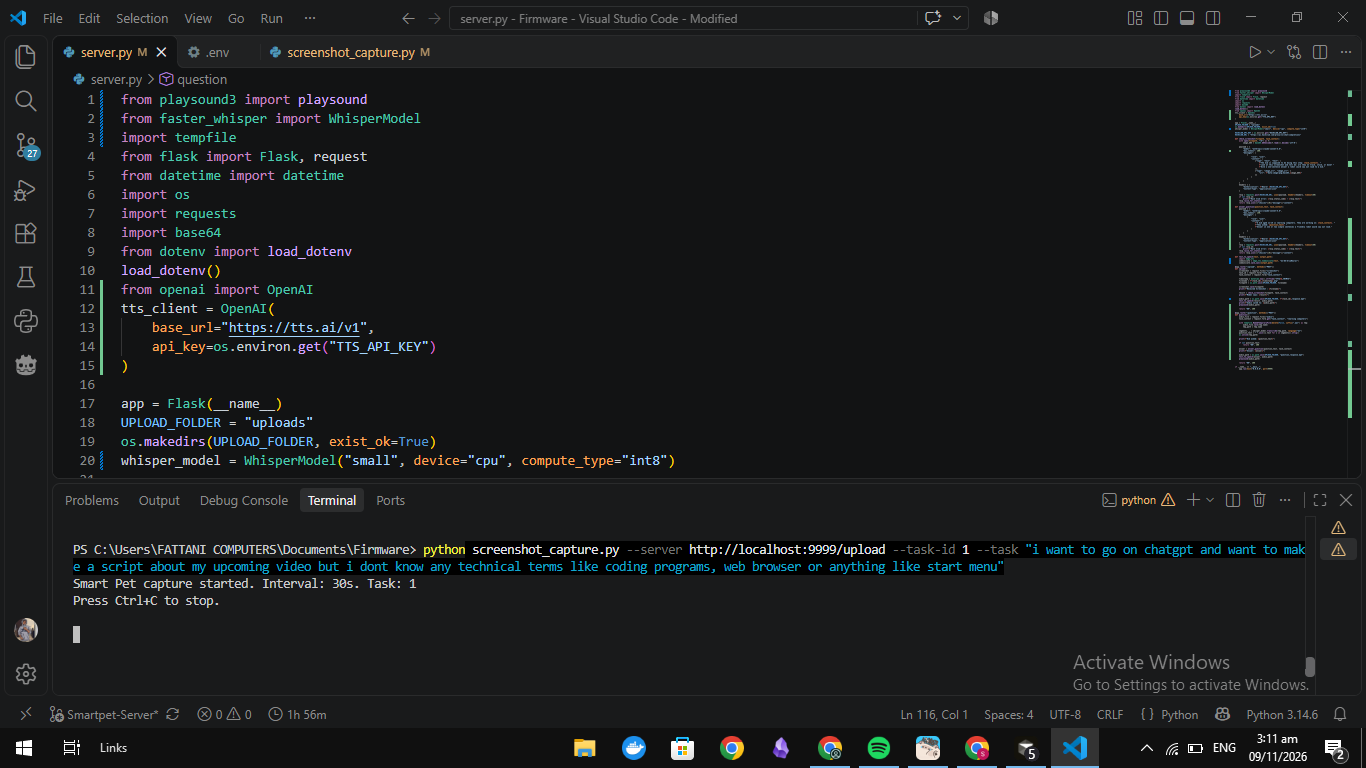 File Edit Selection View Go Run ··· server.py - Firmware - Visual Studio Code - Modified
server.py M .env screenshot_capture.py M
server.py > question
1 from playsound3 import playsound
2 from faster_whisper import WhisperModel
3 import tempfile
4 from flask import Flask, request
5 from datetime import datetime
6 import os
7 import requests
8 import base64
9 from dotenv import load_dotenv
10 load_dotenv()
11 from openai import OpenAI
12 tts_client = OpenAI(
13 base_url="https://tts.ai/v1",
14 api_key=os.environ.get("TTS_API_KEY")
15 )
16
17 app = Flask(__name__)
18 UPLOAD_FOLDER = "uploads"
19 os.makedirs(UPLOAD_FOLDER, exist_ok=True)
20 whisper_model = WhisperModel("small", device="cpu", compute_type="int8")
27
Problems Output Debug Console Terminal Ports python
PS C:\Users\FATTANI COMPUTERS\Documents\Firmware> python screenshot_capture.py --server http://localhost:9999/upload --task-id 1 --task "i want to go on chatgpt and want to mak
e a script about my upcoming video but i dont know any technical terms like coding programs, web browser or anything like start menu"
Smart Pet capture started. Interval: 30s. Task: 1
Press Ctrl+C to stop.
Activate Windows
Go to Settings to activate Windows.
Smartpet-Server* 0 0 1h 56m Ln 116, Col 1 Spaces: 4 UTF-8 CRLF { } Python Python 3.14.6
Links 5 ENG 3:11 am 2
09/11/2026